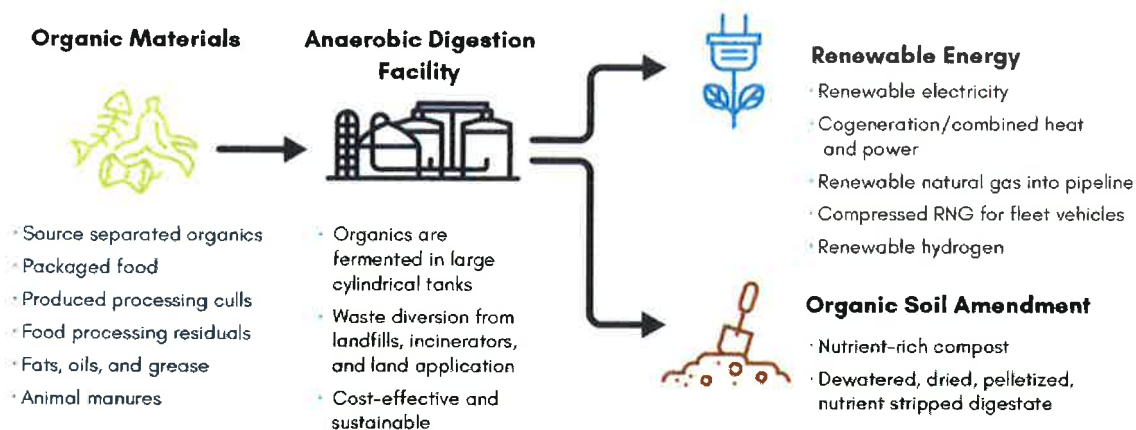 Organic Materials
· Source separated organics
· Packaged food
· Produced processing culls
· Food processing residuals
· Fats, oils, and grease
· Animal manures
Anaerobic Digestion
Facility
· Organics are
fermented in large
cylindrical tanks
· Waste diversion from
landfills, incinerators,
and land application
· Cost-effective and
sustainable
Renewable Energy
· Renewable electricity
· Cogeneration/combined heat
and power
· Renewable natural gas into pipeline
· Compressed RNG for fleet vehicles
· Renewable hydrogen
Organic Soil Amendment
· Nutrient-rich compost
· Dewatered, dried, pelletized,
nutrient stripped digestate